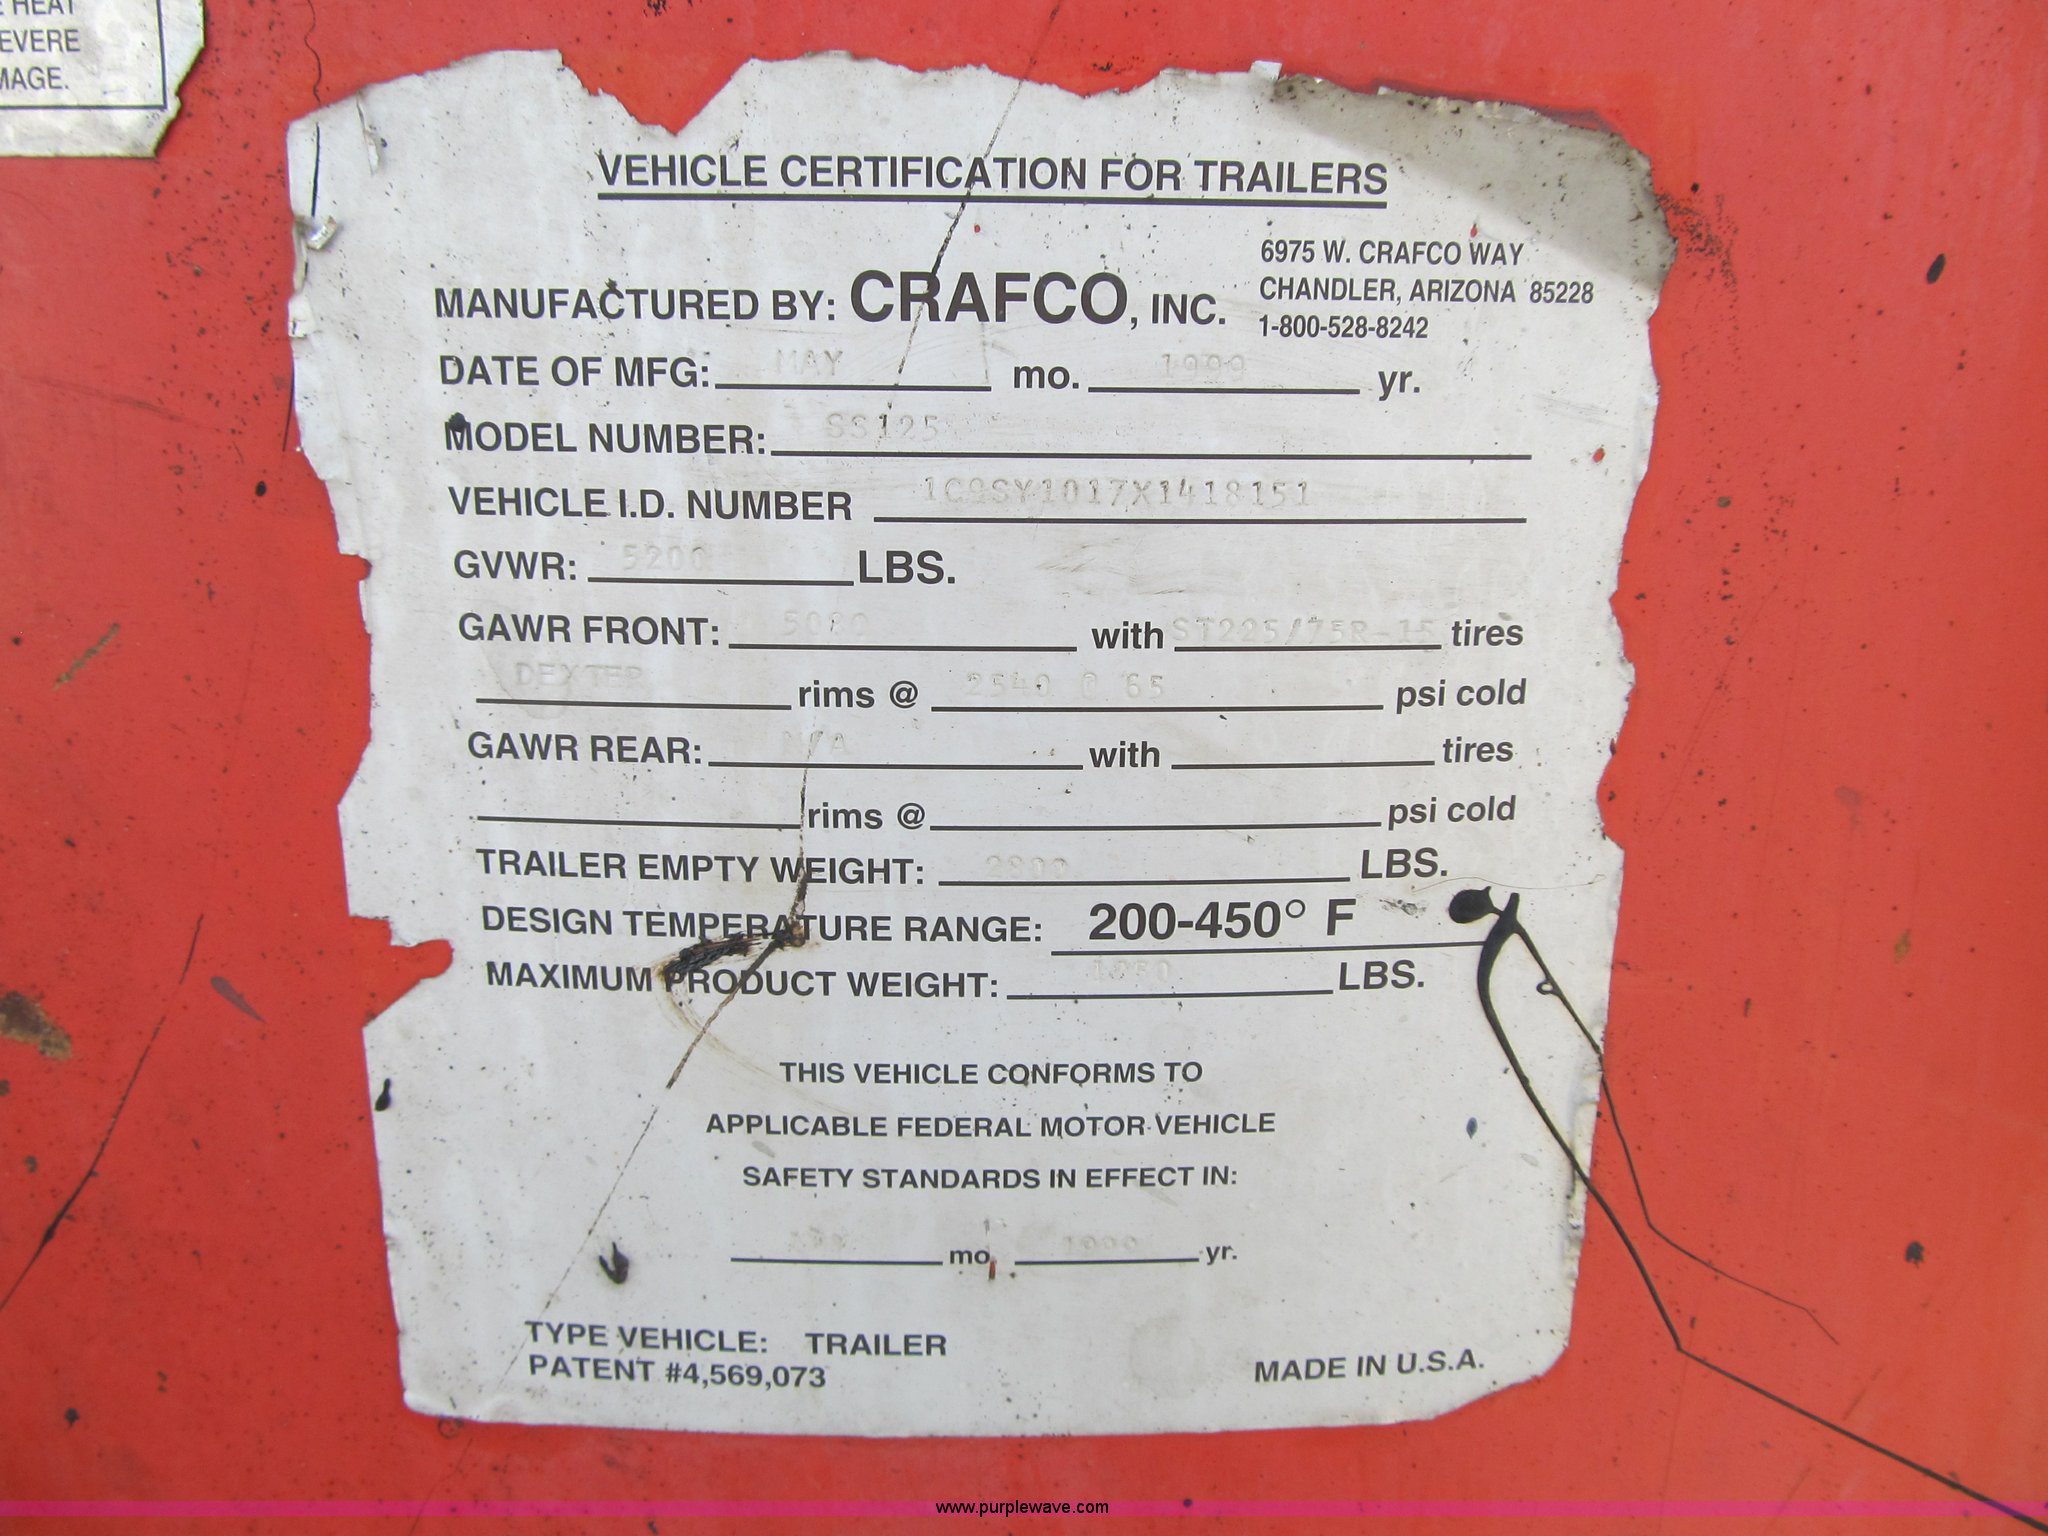 E HEAT
EVERE
MAGE.
VEHICLE CERTIFICATION FOR TRAILERS
MANUFACTURED BY: CRAFCO, INC.
6975 W. CRAFCO WAY
CHANDLER, ARIZONA 85228
1-800-528-8242
DATE OF MFG: MAY mo. 1999 yr.
MODEL NUMBER: SS125
VEHICLE I.D. NUMBER 1C9SY1017X1418151
GVWR: 5200 LBS.
GAWR FRONT: 5080 with ST225/75R-15 tires
DEXTER rims @ 2540 @ 65 psi cold
GAWR REAR: N/A with tires
rims @ psi cold
TRAILER EMPTY WEIGHT: LBS.
DESIGN TEMPERATURE RANGE: 200-450° F
MAXIMUM PRODUCT WEIGHT: LBS.
THIS VEHICLE CONFORMS TO
APPLICABLE FEDERAL MOTOR VEHICLE
SAFETY STANDARDS IN EFFECT IN:
mo. 1999 yr.
TYPE VEHICLE: TRAILER
PATENT #4,569,073
MADE IN U.S.A.
www.purplewave.com